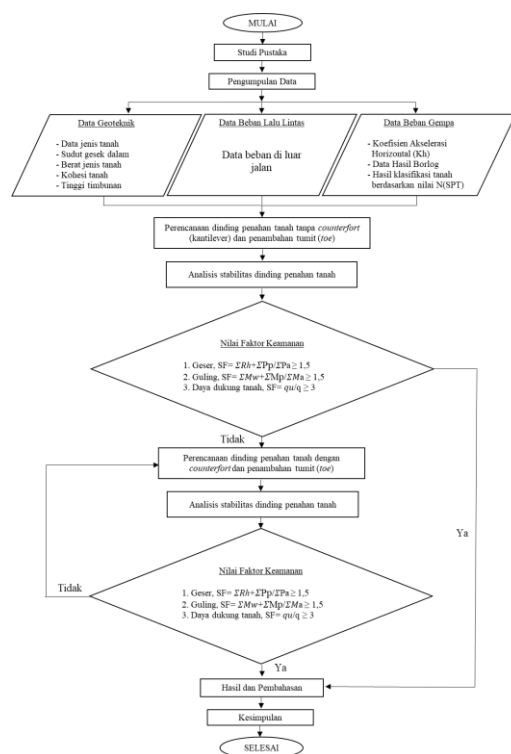 MULAI
Studi Pustaka
Pengumpulan Data
Data Geoteknik
- Data jenis tanah
- Sudut gesek dalam
- Berat jenis tanah
- Kohesi tanah
- Tinggi timbunan
Data Beban Lalu Lintas
Data beban di luar
jalan
Data Beban Gempa
- Koefisien Akselerasi
Horizontal (Kh)
- Data Hasil Borlog
- Hasil klasifikasi tanah
berdasarkan nilai N(SPT)
Perencanaan dinding penahan tanah tanpa counterfort
(kantilever) dan penambahan tumit (toe)
Analisis stabilitas dinding penahan tanah
Nilai Faktor Keamanan
1. Geser, SF= ΣRh+ΣPp/ΣPa ≥ 1,5
2. Guling, SF= ΣMw+ΣMp/ΣMa ≥ 1,5
3. Daya dukung tanah, SF= qu/q ≥ 3
Tidak
Ya
Perencanaan dinding penahan tanah dengan
counterfort dan penambahan tumit (toe)
Analisis stabilitas dinding penahan tanah
Nilai Faktor Keamanan
1. Geser, SF= ΣRh+ΣPp/ΣPa ≥ 1,5
2. Guling, SF= ΣMw+ΣMp/ΣMa ≥ 1,5
3. Daya dukung tanah, SF= qu/q ≥ 3
Tidak
Ya
Hasil dan Pembahasan
Kesimpulan
SELESAI